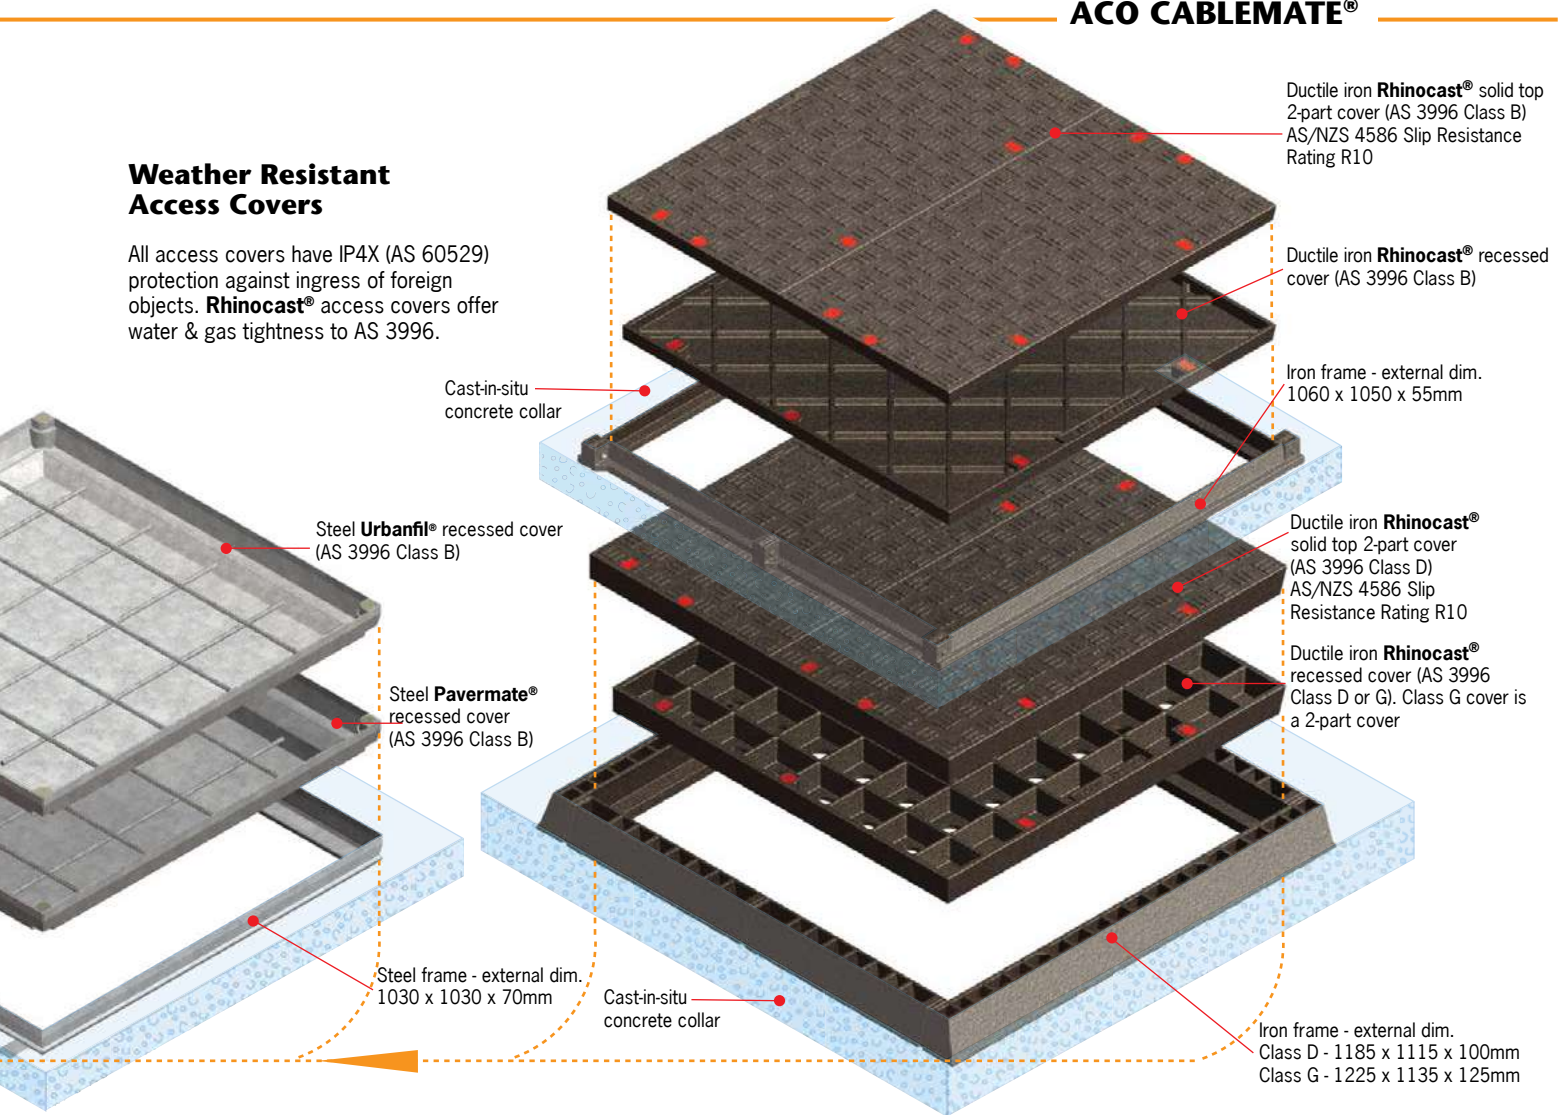 ACO CABLEMATE®
Weather Resistant
Access Covers
All access covers have IP4X (AS 60529)
protection against ingress of foreign
objects. Rhinocast® access covers offer
water & gas tightness to AS 3996.
Ductile iron Rhinocast® solid top
2-part cover (AS 3996 Class B)
AS/NZS 4586 Slip Resistance
Rating R10
Ductile iron Rhinocast® recessed
cover (AS 3996 Class B)
Cast-in-situ
concrete collar
Iron frame - external dim.
1060 x 1050 x 55mm
Steel Urbanfil® recessed cover
(AS 3996 Class B)
Ductile iron Rhinocast®
solid top 2-part cover
(AS 3996 Class D)
AS/NZS 4586 Slip
Resistance Rating R10
Steel Pavermate®
recessed cover
(AS 3996 Class B)
Ductile iron Rhinocast®
recessed cover (AS 3996
Class D or G). Class G cover is
a 2-part cover
Steel frame - external dim.
1030 x 1030 x 70mm
Cast-in-situ
concrete collar
Iron frame - external dim.
Class D - 1185 x 1115 x 100mm
Class G - 1225 x 1135 x 125mm